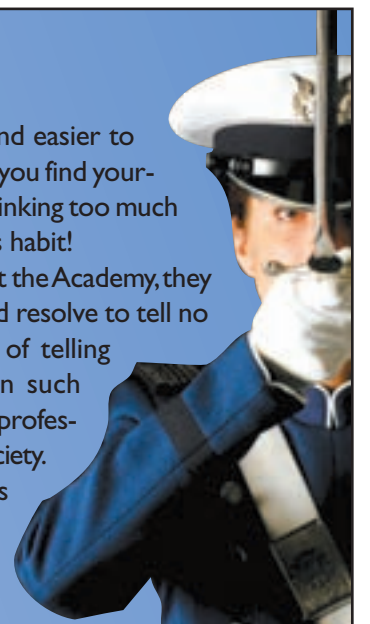 nd easier to
you find your-
inking too much
s habit!
t the Academy, they
d resolve to tell no
of telling
n such
profes-
ciety.
s